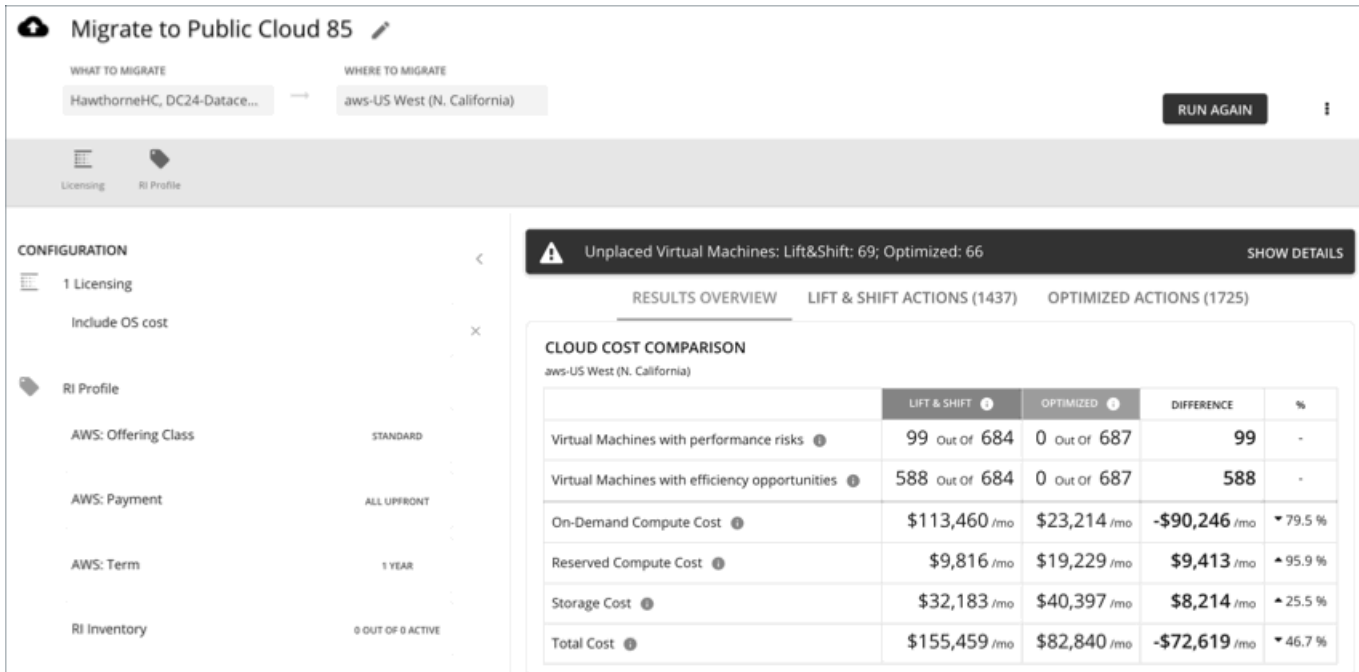 Migrate to Public Cloud 85
WHAT TO MIGRATE
WHERE TO MIGRATE
HawthorneHC, DC24-Datace...
aws-US West (N. California)
RUN AGAIN
Licensing
RI Profile
CONFIGURATION
1 Licensing
Include OS cost
RI Profile
AWS: Offering Class STANDARD
AWS: Payment ALL UPFRONT
AWS: Term 1 YEAR
RI Inventory 0 OUT OF 0 ACTIVE
Unplaced Virtual Machines: Lift&Shift: 69; Optimized: 66 SHOW DETAILS
RESULTS OVERVIEW LIFT & SHIFT ACTIONS (1437) OPTIMIZED ACTIONS (1725)
CLOUD COST COMPARISON
aws-US West (N. California)
LIFT & SHIFT OPTIMIZED DIFFERENCE %
Virtual Machines with performance risks 99 Out Of 684 0 Out Of 687 99 -
Virtual Machines with efficiency opportunities 588 Out Of 684 0 Out Of 687 588 -
On-Demand Compute Cost $113,460 /mo $23,214 /mo -$90,246 /mo 79.5 %
Reserved Compute Cost $9,816 /mo $19,229 /mo $9,413 /mo 95.9 %
Storage Cost $32,183 /mo $40,397 /mo $8,214 /mo 25.5 %
Total Cost $155,459 /mo $82,840 /mo -$72,619 /mo 46.7 %